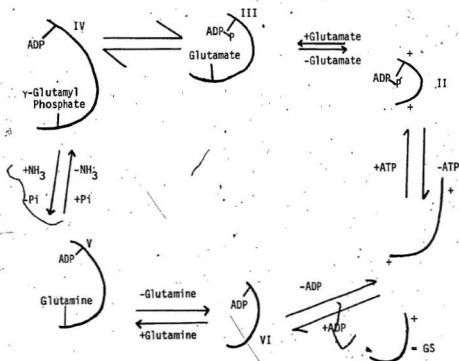 IV
III
ADP
ADP
P
+Glutamate
-Glutamate
Glutamate
γ-Glutamyl
Phosphate
+
ADP
P
II
+
+NH3
-NH3
-Pi
+Pi
+ATP
-ATP
+
+
V
ADP
Glutamine
-Glutamine
+Glutamine
ADP
VI
-ADP
+ADP
+
= GS